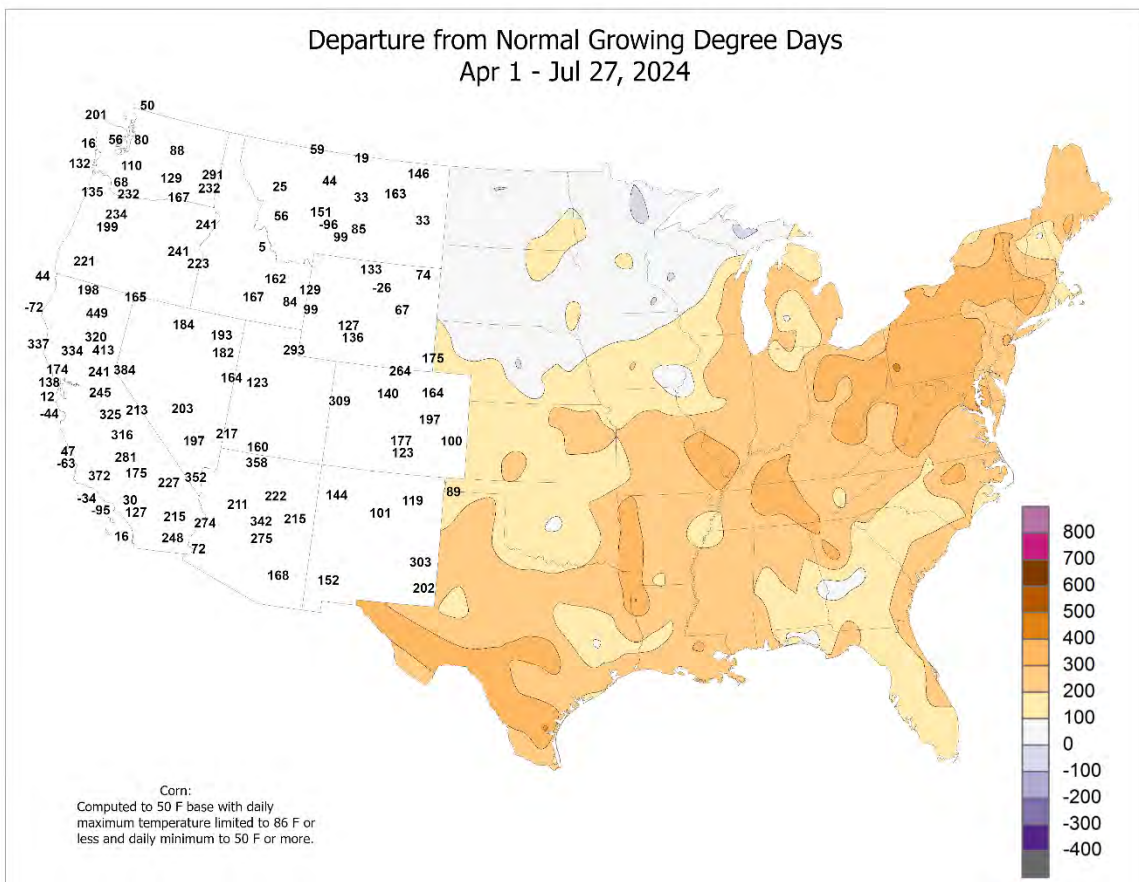 Departure from Normal Growing Degree Days
Apr 1 - Jul 27, 2024
50
201
16 56 80
88 59 19
132 110 129 291 146
68 232 25 44 163
135 232 167 33
234 56 151 33
199 241 -96 85
99
5
241
221 223 133 74
44 162 -26
198 129
-72 165 167 84 99 67
449
184 127
320 193 136
337 334 413 182 293 175
174 241 384 264
138 164 123 140 164
12 245 309
-44 325 213 203 197
316 197 217 177 100
47 160 123
-63 281 358
372 175 352
227 89
-34 30 222 144 119
-95 127 211 101
215 274 342 215
16 248 275
72
303
168 152 202
800
700
600
500
400
300
200
100
0
-100
-200
-300
-400
Corn:
Computed to 50 F base with daily
maximum temperature limited to 86 F or
less and daily minimum to 50 F or more.